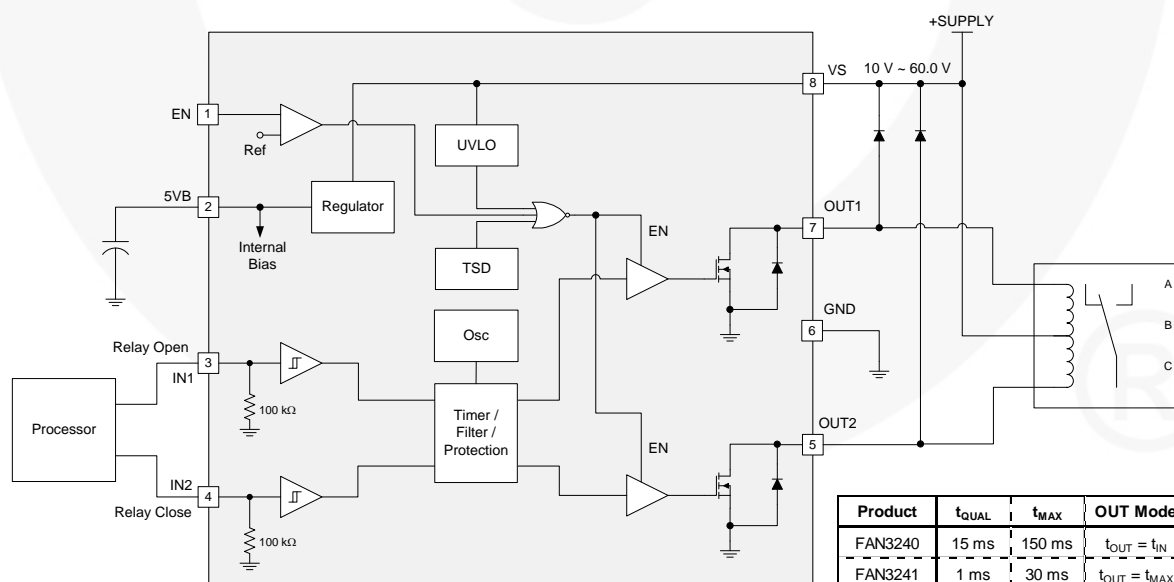 +SUPPLY
VS
10 V ~ 60.0 V
8
EN
1
Ref
UVLO
5VB
2
Regulator
Internal
Bias
TSD
EN
OUT1
7
GND
6
A
B
C
Osc
Relay Open
3
IN1
100 kΩ
Processor
Timer /
Filter /
Protection
OUT2
5
EN
IN2
4
Relay Close
100 kΩ
Product tQUAL tMAX OUT Mode
FAN3240 15 ms 150 ms tOUT = tIN
FAN3241 1 ms 30 ms tOUT = tMAX
®